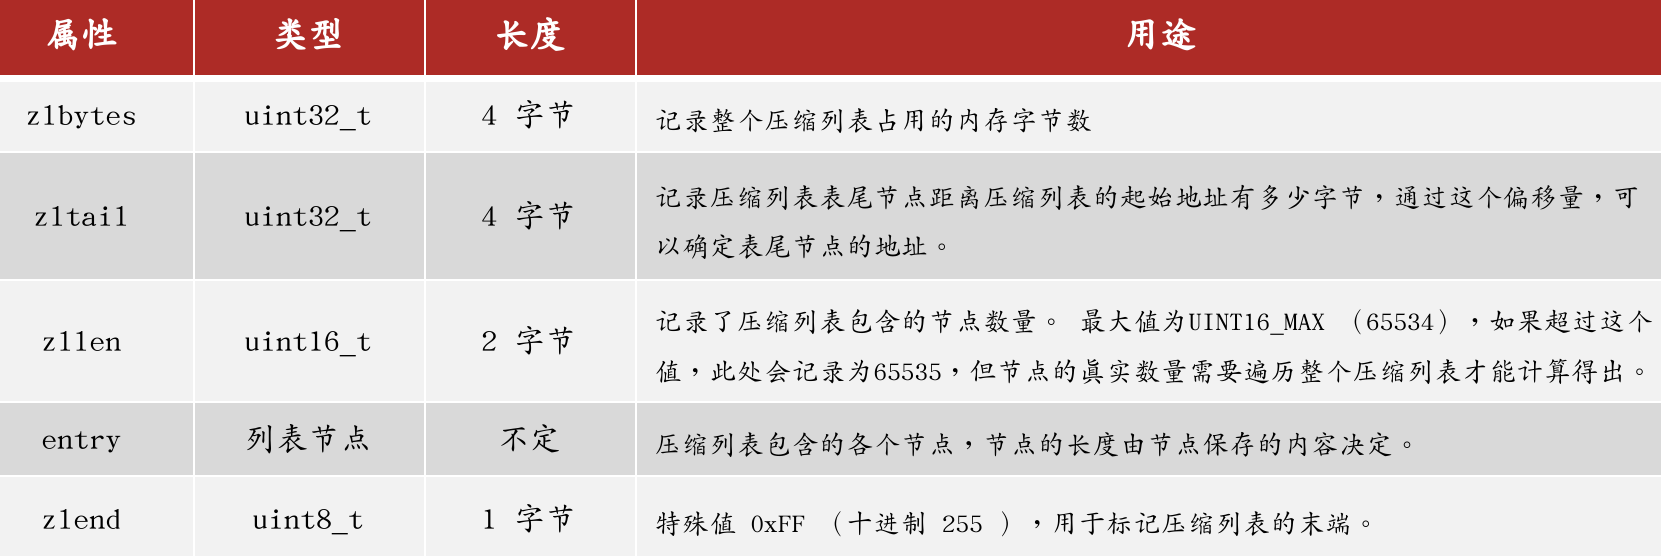 属性 类型 长度 用途
zlbytes uint32_t 4 字节 记录整个压缩列表占用的内存字节数
zltail uint32_t 4 字节 记录压缩列表表尾节点距离压缩列表的起始地址有多少字节，通过这个偏移量，可
以确定表尾节点的地址。
zllen uint16_t 2 字节 记录了压缩列表包含的节点数量。 最大值为UINT16_MAX （65534），如果超过这个
值，此处会记录为65535，但节点的真实数量需要遍历整个压缩列表才能计算得出。
entry 列表节点 不定 压缩列表包含的各个节点，节点的长度由节点保存的内容决定。
zlend uint8_t 1 字节 特殊值 0xFF （十进制 255 ），用于标记压缩列表的末端。